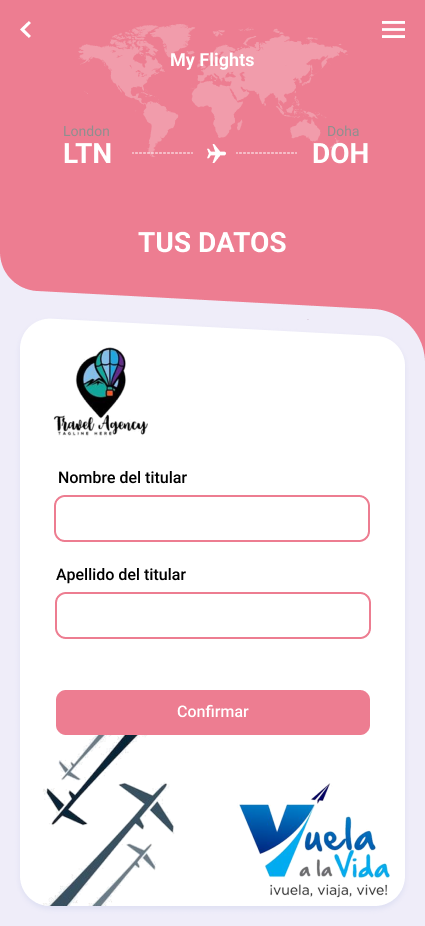 My Flights
London
Doha
LTN
DOH
TUS DATOS
Travel Agency
TAGLINE HERE
Nombre del titular
Apellido del titular
Confirmar
Vuela
a la Vida
¡vuela, viaja, vive!